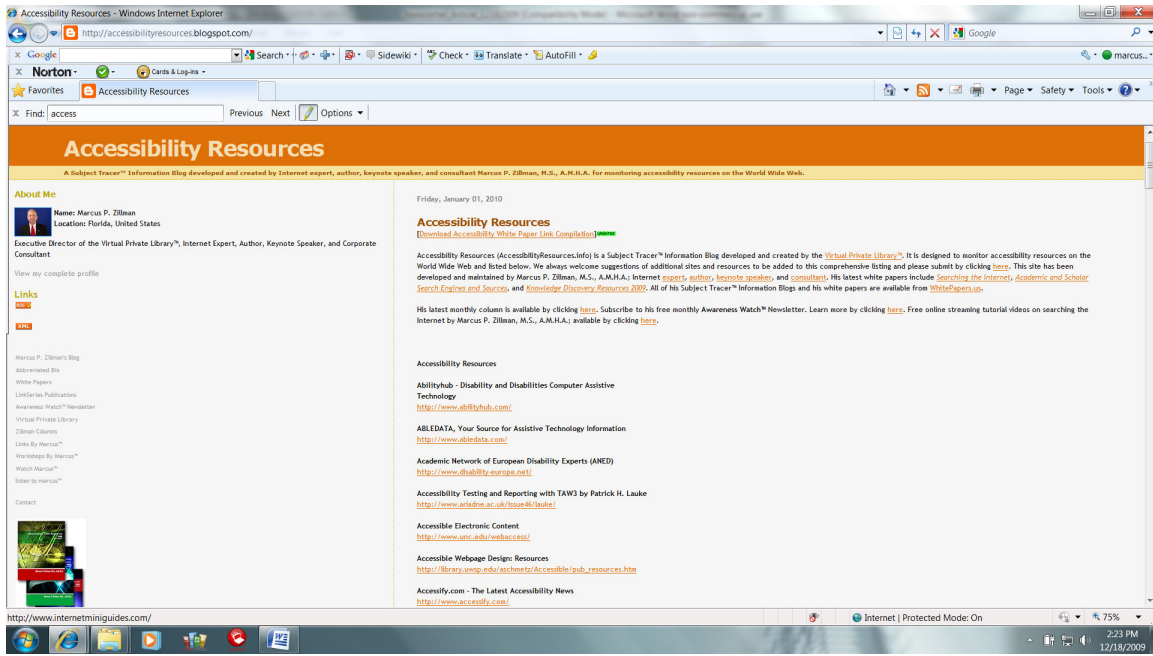 Accessibility Resources - Windows Internet Explorer
http://accessibilityresources.blogspot.com/
Google
x Google
Search
Sidewiki
Check
Translate
AutoFill
marcus...
x Norton
Cards & Log-ins
Favorites
Accessibility Resources
Page
Safety
Tools
X Find: access
Previous Next
Options
Accessibility Resources
A Subject Tracer™ Information Blog developed and created by Internet expert, author, keynote speaker, and consultant Marcus P. Zillman, M.S., A.M.H.A. for monitoring accessibility resources on the World Wide Web.
About Me
Name: Marcus P. Zillman
Location: Florida, United States
Executive Director of the Virtual Private Library™, Internet Expert, Author, Keynote Speaker, and Corporate
Consultant
View my complete profile
Links
XML
Marcus P. Zillman's Blog
Abbreviated Bio
White Papers
LinkSeries Publications
Awareness Watch™ Newsletter
Virtual Private Library
Zillman Columns
Links By Marcus™
Workshops By Marcus™
Watch Marcus™
listen to marcus™
Contact
Friday, January 01, 2010
Accessibility Resources
[Download Accessibility White Paper Link Compilation]
Accessibility Resources (AccessibilityResources.info) is a Subject Tracer™ Information Blog developed and created by the Virtual Private Library™. It is designed to monitor accessibility resources on the
World Wide Web and listed below. We always welcome suggestions of additional sites and resources to be added to this comprehensive listing and please submit by clicking here. This site has been
developed and maintained by Marcus P. Zillman, M.S., A.M.H.A.; Internet expert, author, keynote speaker, and consultant. His latest white papers include Searching the Internet, Academic and Scholar
Search Engines and Sources, and Knowledge Discovery Resources 2009. All of his Subject Tracer™ Information Blogs and his white papers are available from WhitePapers.us.
His latest monthly column is available by clicking here. Subscribe to his free monthly Awareness Watch™ Newsletter. Learn more by clicking here. Free online streaming tutorial videos on searching the
Internet by Marcus P. Zillman, M.S., A.M.H.A.; available by clicking here.
Accessibility Resources
Abilityhub - Disability and Disabilities Computer Assistive
Technology
http://www.abilityhub.com/
ABLEDATA, Your Source for Assistive Technology Information
http://www.abledata.com/
Academic Network of European Disability Experts (ANED)
http://www.disability-europe.net/
Accessibility Testing and Reporting with TAW3 by Patrick H. Lauke
http://www.ariadne.ac.uk/issue46/lauke/
Accessible Electronic Content
http://www.unc.edu/webaccess/
Accessible Webpage Design: Resources
http://library.uwsp.edu/aschmetz/Accessible/pub_resources.htm
Accessify.com - The Latest Accessibility News
http://www.accessify.com/
http://www.internetminiguides.com/
Internet | Protected Mode: On
75%
2:23 PM
12/18/2009